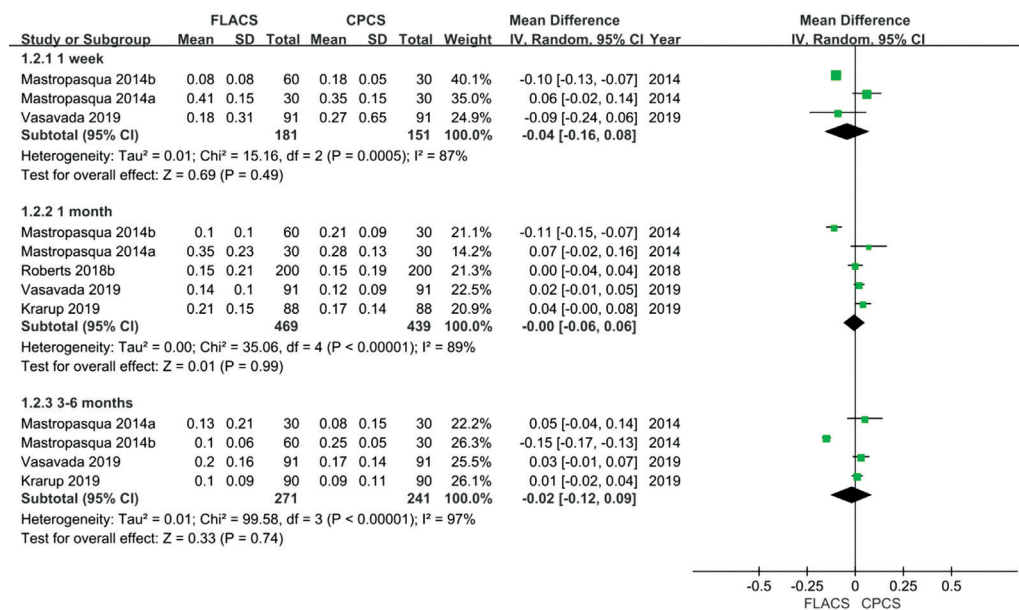 FLACS CPCS Mean Difference Mean Difference
Study or Subgroup Mean SD Total Mean SD Total Weight IV, Random, 95% CI Year IV, Random, 95% CI
1.2.1 1 week
Mastropasqua 2014b 0.08 0.08 60 0.18 0.05 30 40.1% -0.10 [-0.13, -0.07] 2014
Mastropasqua 2014a 0.41 0.15 30 0.35 0.15 30 35.0% 0.06 [-0.02, 0.14] 2014
Vasavada 2019 0.18 0.31 91 0.27 0.65 91 24.9% -0.09 [-0.24, 0.06] 2019
Subtotal (95% CI) 181 151 100.0% -0.04 [-0.16, 0.08]
Heterogeneity: Tau² = 0.01; Chi² = 15.16, df = 2 (P = 0.0005); I² = 87%
Test for overall effect: Z = 0.69 (P = 0.49)
1.2.2 1 month
Mastropasqua 2014b 0.1 0.1 60 0.21 0.09 30 21.1% -0.11 [-0.15, -0.07] 2014
Mastropasqua 2014a 0.35 0.23 30 0.28 0.13 30 14.2% 0.07 [-0.02, 0.16] 2014
Roberts 2018b 0.15 0.21 200 0.15 0.19 200 21.3% 0.00 [-0.04, 0.04] 2018
Vasavada 2019 0.14 0.1 91 0.12 0.09 91 22.5% 0.02 [-0.01, 0.05] 2019
Krarup 2019 0.21 0.15 88 0.17 0.14 88 20.9% 0.04 [-0.00, 0.08] 2019
Subtotal (95% CI) 469 439 100.0% -0.00 [-0.06, 0.06]
Heterogeneity: Tau² = 0.00; Chi² = 35.06, df = 4 (P < 0.00001); I² = 89%
Test for overall effect: Z = 0.01 (P = 0.99)
1.2.3 3-6 months
Mastropasqua 2014a 0.13 0.21 30 0.08 0.15 30 22.2% 0.05 [-0.04, 0.14] 2014
Mastropasqua 2014b 0.1 0.06 60 0.25 0.05 30 26.3% -0.15 [-0.17, -0.13] 2014
Vasavada 2019 0.2 0.16 91 0.17 0.14 91 25.5% 0.03 [-0.01, 0.07] 2019
Krarup 2019 0.1 0.09 90 0.09 0.11 90 26.1% 0.01 [-0.02, 0.04] 2019
Subtotal (95% CI) 271 241 100.0% -0.02 [-0.12, 0.09]
Heterogeneity: Tau² = 0.01; Chi² = 99.58, df = 3 (P < 0.00001); I² = 97%
Test for overall effect: Z = 0.33 (P = 0.74)
-0.5 -0.25 0 0.25 0.5
FLACS CPCS